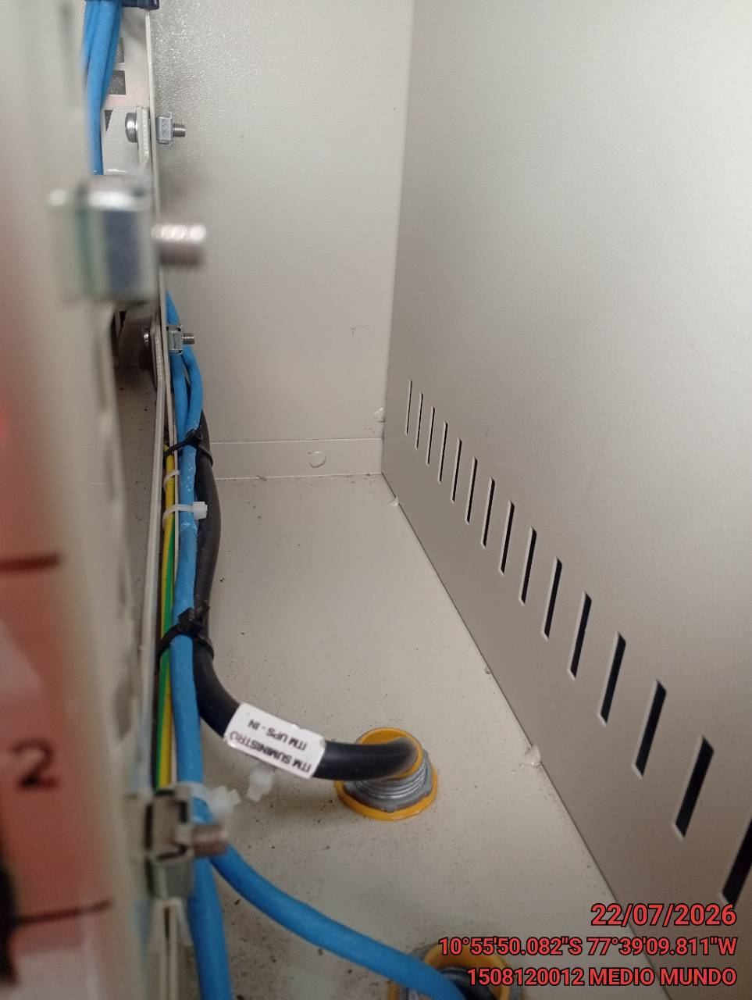 ITM SUMINISTRO
ITM UPS - IN
2
22/07/2026
10°55'50.082"S 77°39'09.811"W
1508120012 MEDIO MUNDO